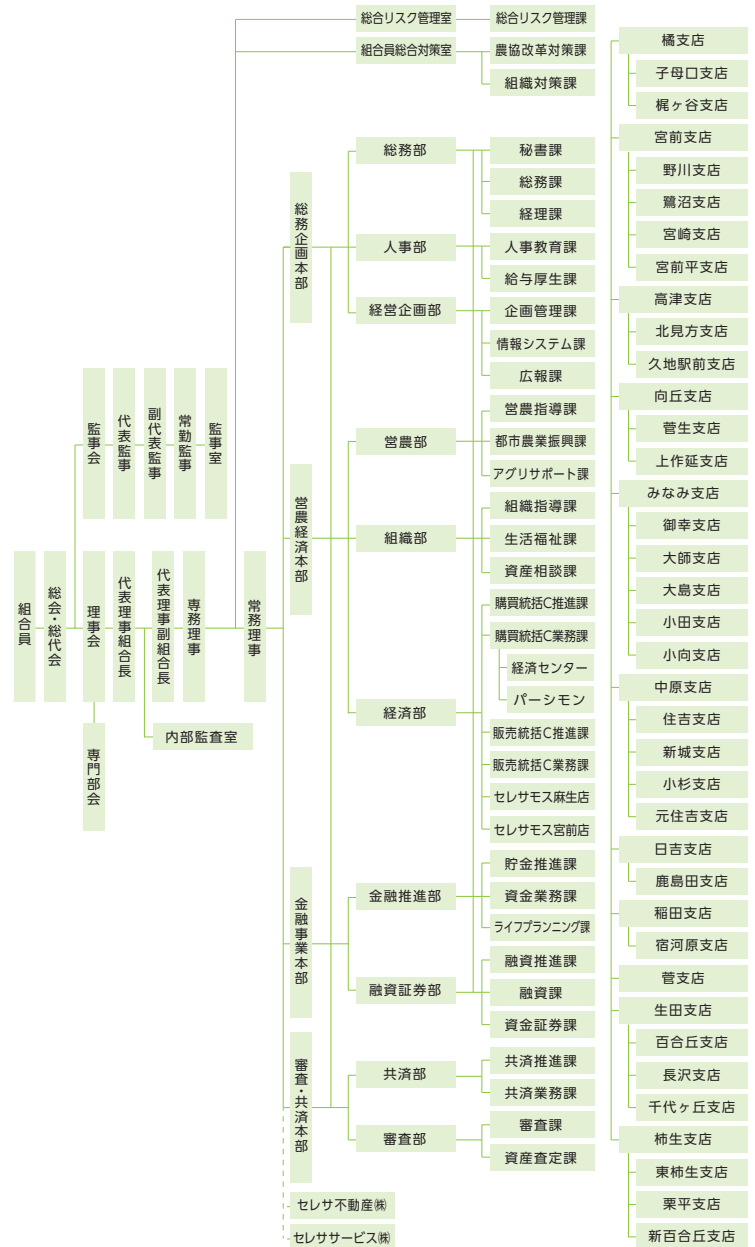 組合員
総会・総代会
監事会
代表監事
副代表監事
常勤監事
監事室
理事会
代表理事組合長
代表理事副組合長
専務理事
常務理事
専門部会
内部監査室
総合リスク管理室
総合リスク管理課
組合員総合対策室
農協改革対策課
組織対策課
総務企画本部
総務部
秘書課
総務課
経理課
人事部
人事教育課
給与厚生課
経営企画部
企画管理課
情報システム課
広報課
営農経済本部
営農部
営農指導課
都市農業振興課
アグリサポート課
組織部
組織指導課
生活福祉課
資産相談課
経済部
購買統括C推進課
購買統括C業務課
経済センター
パーシモン
販売統括C推進課
販売統括C業務課
セレサモス麻生店
セレサモス宮前店
金融事業本部
金融推進部
貯金推進課
資金業務課
ライフプランニング課
融資証券部
融資推進課
融資課
資金証券課
審査・共済本部
共済部
共済推進課
共済業務課
審査部
審査課
資産査定課
セレサ不動産㈱
セレササービス㈱
橘支店
子母口支店
梶ヶ谷支店
宮前支店
野川支店
鷺沼支店
宮崎支店
宮前平支店
高津支店
北見方支店
久地駅前支店
向丘支店
菅生支店
上作延支店
みなみ支店
御幸支店
大師支店
大島支店
小田支店
小向支店
中原支店
住吉支店
新城支店
小杉支店
元住吉支店
日吉支店
鹿島田支店
稲田支店
宿河原支店
菅支店
生田支店
百合丘支店
長沢支店
千代ヶ丘支店
柿生支店
東柿生支店
栗平支店
新百合丘支店